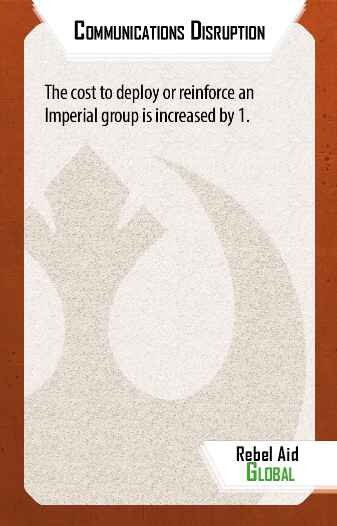 Communications Disruption
The cost to deploy or reinforce an
Imperial group is increased by 1.
Rebel Aid
Global